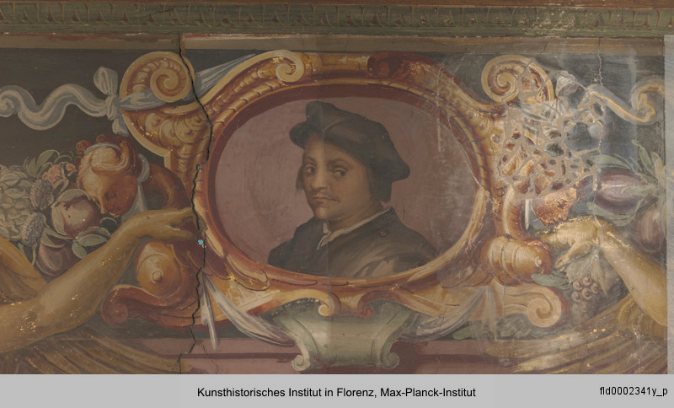 Kunsthistorisches Institut in Florenz, Max-Planck-Institut
fld0002341y_p